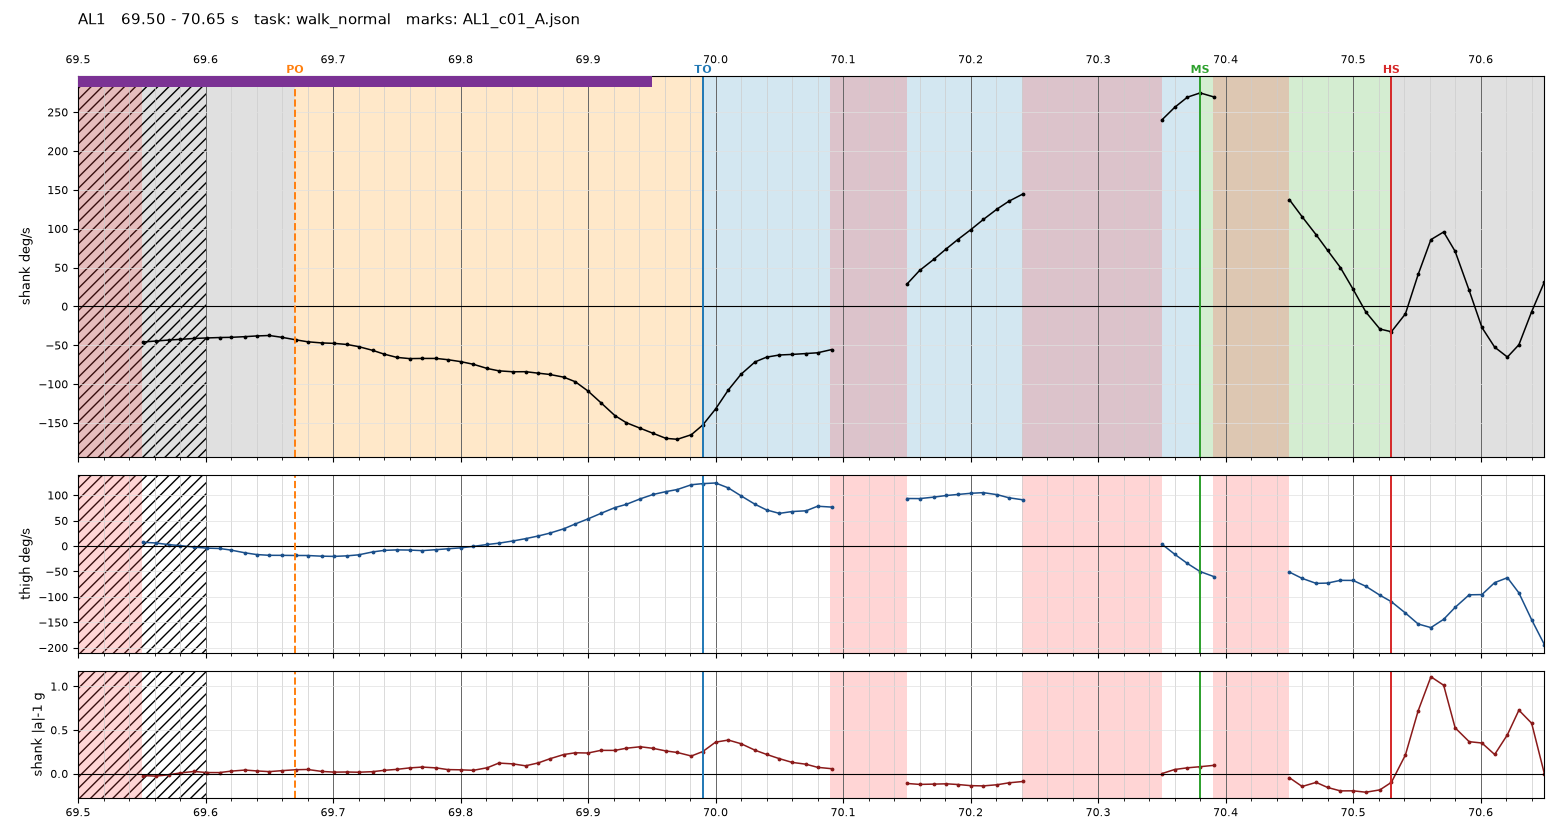 AL1   69.50 - 70.65 s   task: walk_normal   marks: AL1_c01_A.json
69.5 69.6 69.7 69.8 69.9 70.0 70.1 70.2 70.3 70.4 70.5 70.6
PO TO MS HS
250
200
150
100
50
0
−50
−100
−150
shank deg/s
100
50
0
−50
−100
−150
−200
thigh deg/s
1.0
0.5
0.0
shank |a|-1 g
69.5 69.6 69.7 69.8 69.9 70.0 70.1 70.2 70.3 70.4 70.5 70.6